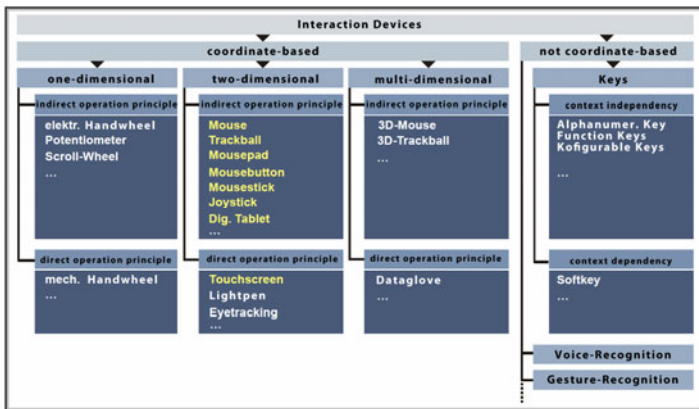 Interaction Devices
coordinate-based
not coordinate-based
one-dimensional
two-dimensional
multi-dimensional
Keys
indirect operation principle
elektr. Handwheel
Potentiometer
Scroll-Wheel
...
direct operation principle
mech. Handwheel
...
indirect operation principle
Mouse
Trackball
Mousepad
Mousebutton
Mousestick
Joystick
Dig. Tablet
...
direct operation principle
Touchscreen
Lightpen
Eyetracking
...
indirect operation principle
3D-Mouse
3D-Trackball
...
direct operation principle
Dataglove
...
context independency
Alphanumer. Key
Function Keys
Kofigurable Keys
...
context dependency
Softkey
...
Voice-Recognition
Gesture-Recognition